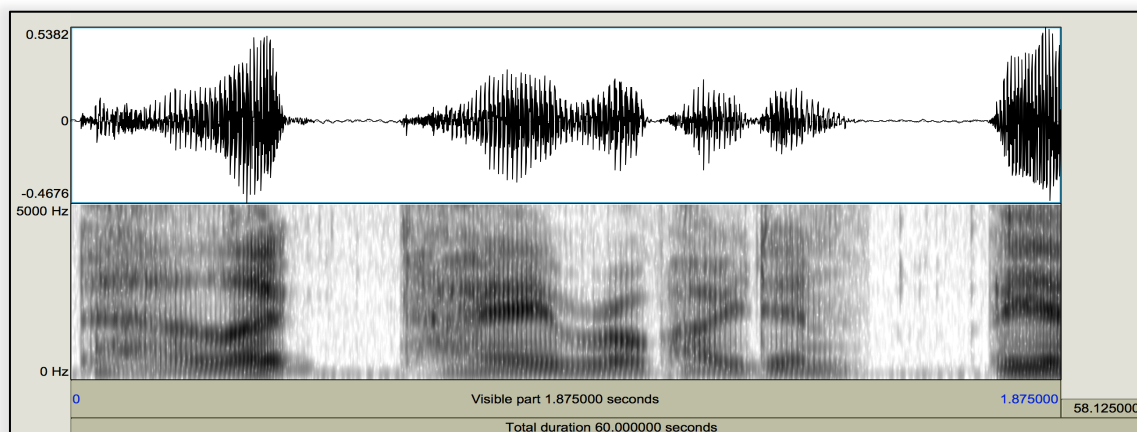 0.5382
0
-0.4676
5000 Hz
0 Hz
0 Visible part 1.875000 seconds 1.875000
58.125000
Total duration 60.000000 seconds